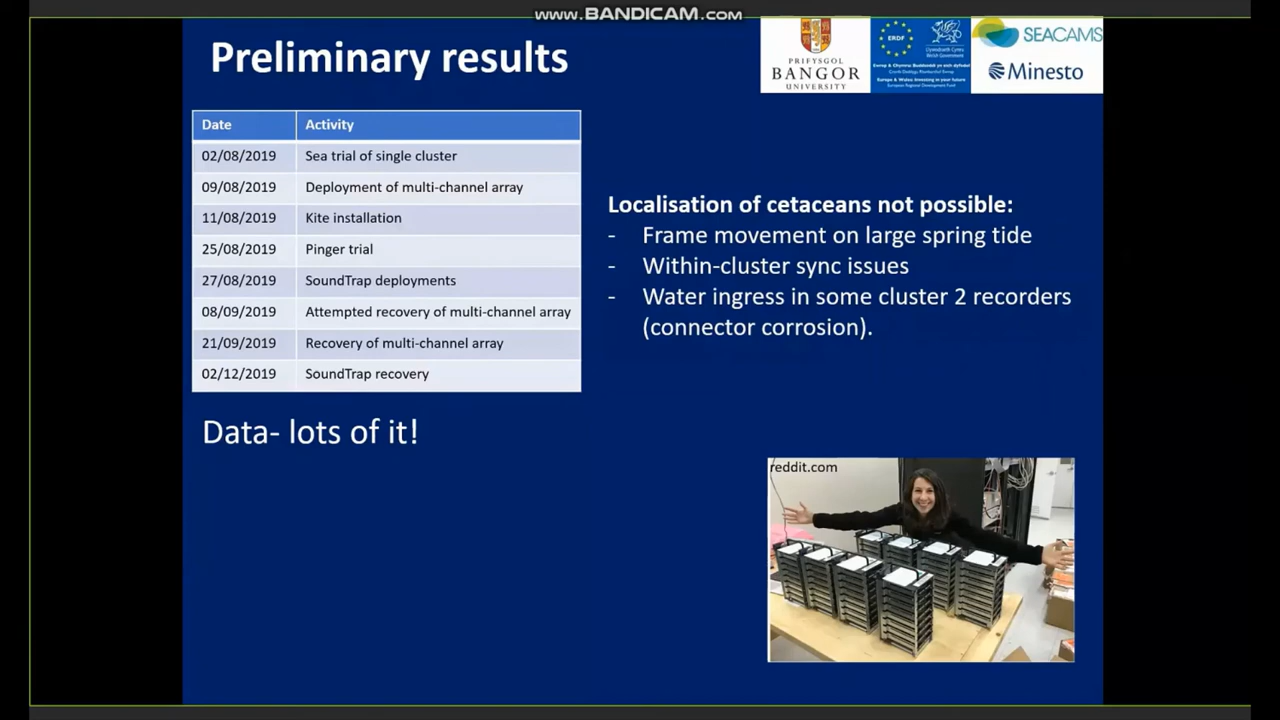 www.BANDICAM.com
Preliminary results
PRIFYSGOL
BANGOR
UNIVERSITY
ERDF
SEACAMS
Minesto
Date Activity
02/08/2019 Sea trial of single cluster
09/08/2019 Deployment of multi-channel array
11/08/2019 Kite installation
25/08/2019 Pinger trial
27/08/2019 SoundTrap deployments
08/09/2019 Attempted recovery of multi-channel array
21/09/2019 Recovery of multi-channel array
02/12/2019 SoundTrap recovery
Localisation of cetaceans not possible:
- Frame movement on large spring tide
- Within-cluster sync issues
- Water ingress in some cluster 2 recorders
(connector corrosion).
Data- lots of it!
reddit.com